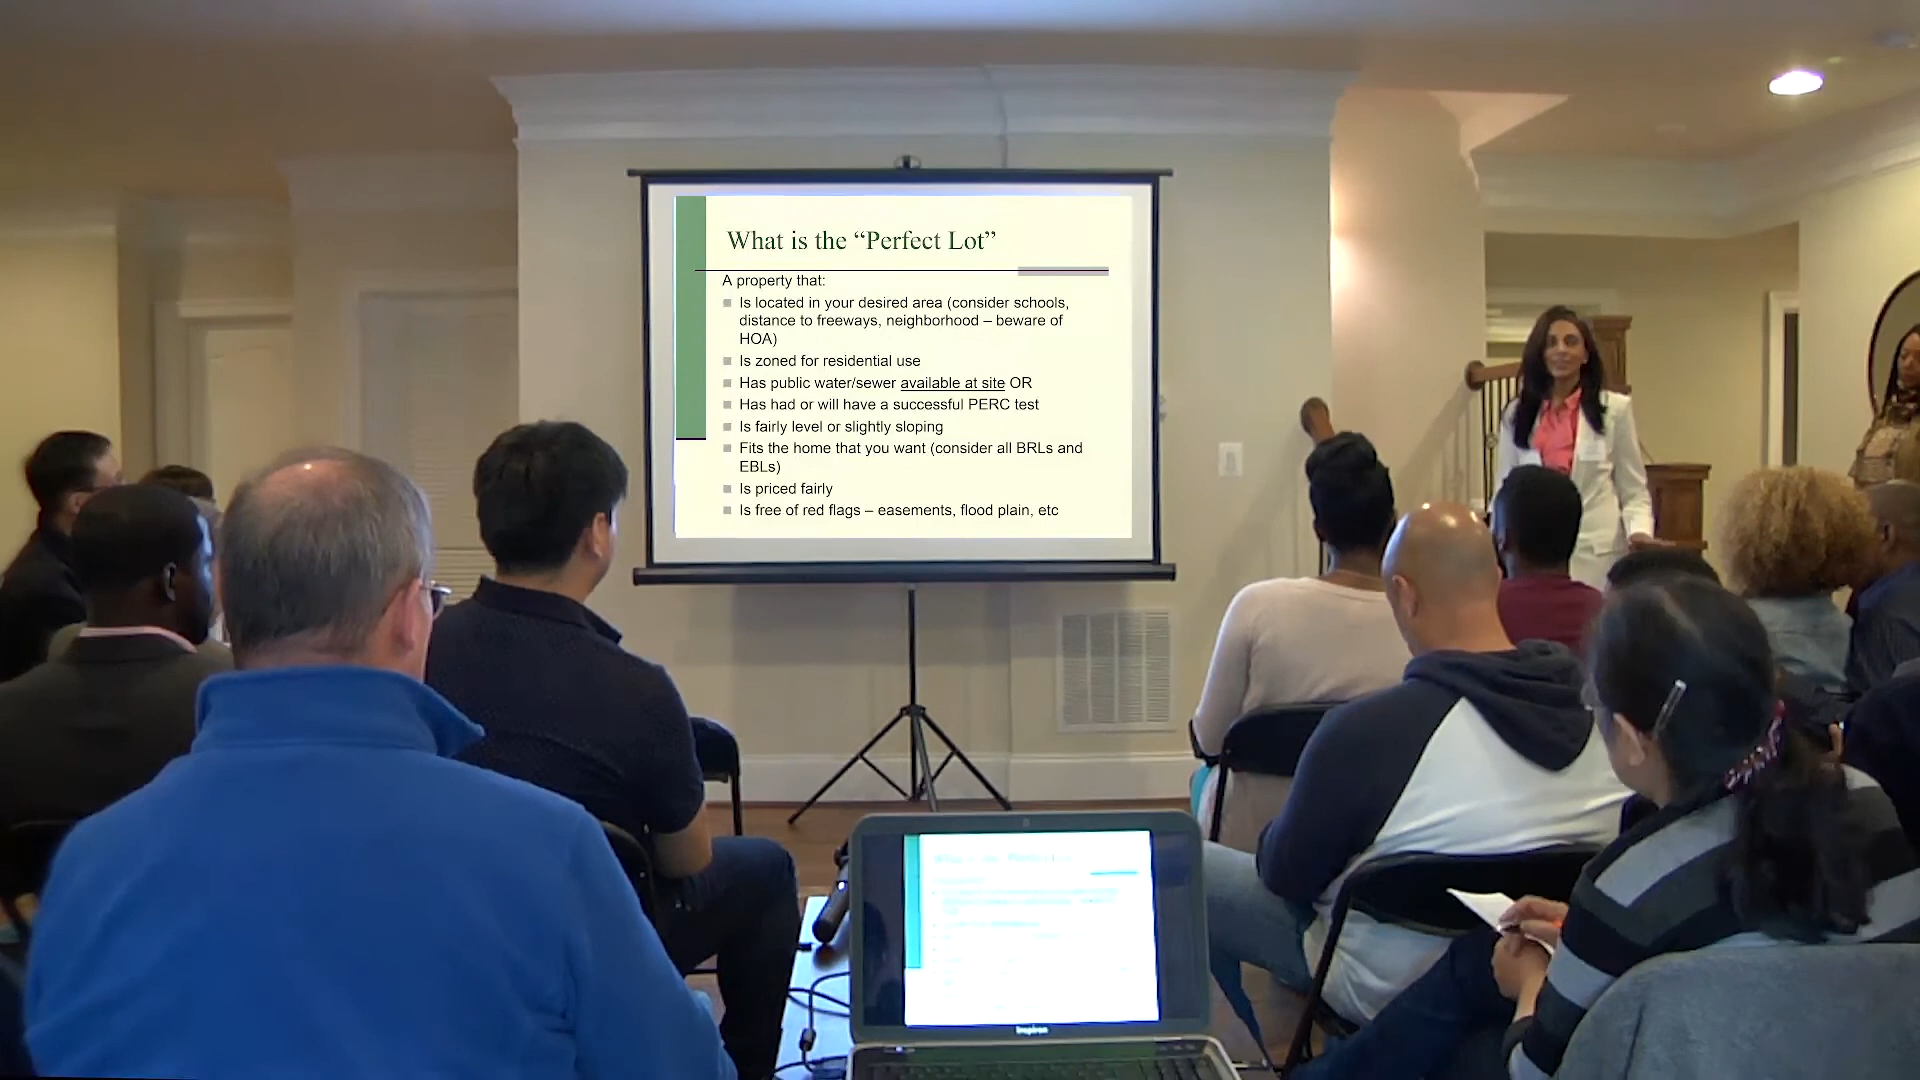 What is the “Perfect Lot”
A property that:
Is located in your desired area (consider schools,
distance to freeways, neighborhood – beware of
HOA)
Is zoned for residential use
Has public water/sewer available at site OR
Has had or will have a successful PERC test
Is fairly level or slightly sloping
Fits the home that you want (consider all BRLs and
EBLs)
Is priced fairly
Is free of red flags – easements, flood plain, etc
Inspiron